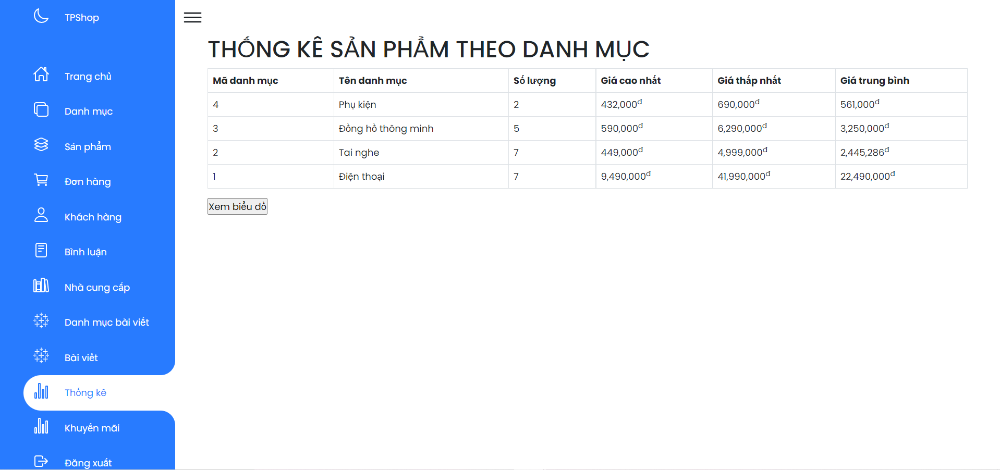 TPShop
Trang chủ
Danh mục
Sản phẩm
Đơn hàng
Khách hàng
Bình luận
Nhà cung cấp
Danh mục bài viết
Bài viết
Thống kê
Khuyến mãi
Đăng xuất
THỐNG KÊ SẢN PHẨM THEO DANH MỤC
Mã danh mục Tên danh mục Số lượng Giá cao nhất Giá thấp nhất Giá trung bình
4 Phụ kiện 2 432,000đ 690,000đ 561,000đ
3 Đồng hồ thông minh 5 590,000đ 6,290,000đ 3,250,000đ
2 Tai nghe 7 449,000đ 4,999,000đ 2,445,286đ
1 Điện thoại 7 9,490,000đ 41,990,000đ 22,490,000đ
Xem biểu đồ